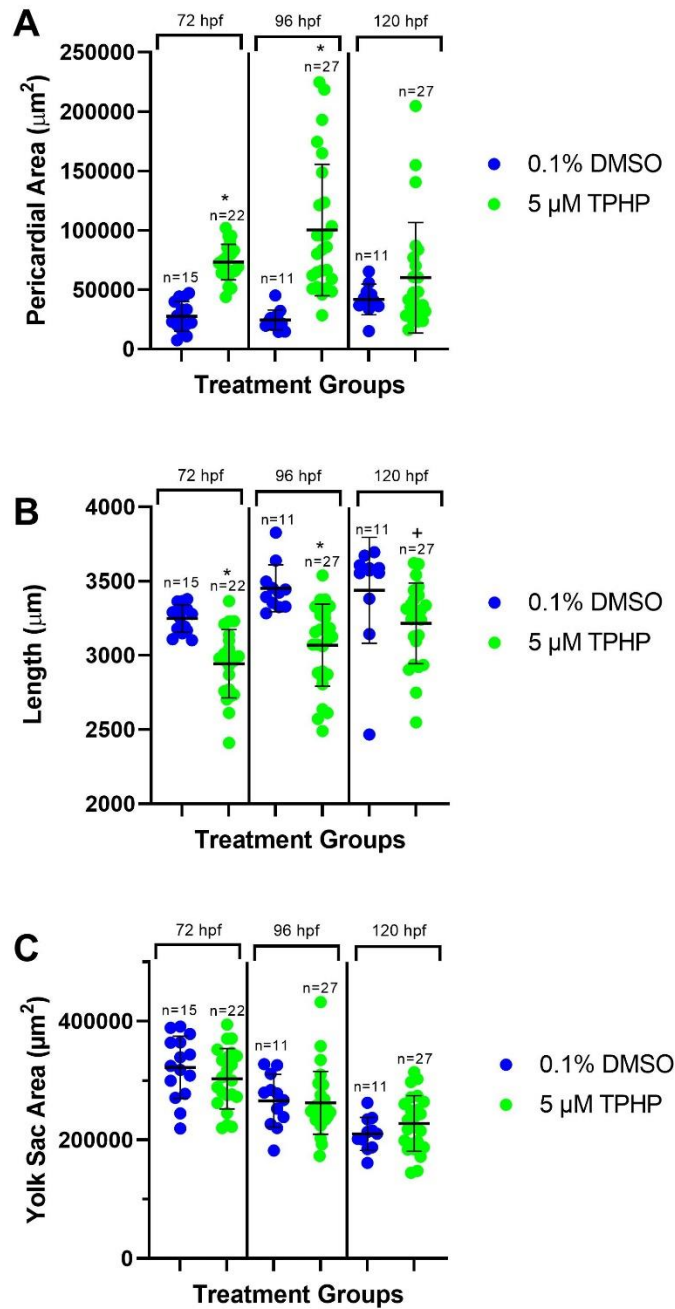 A
72 hpf 96 hpf 120 hpf
250000
200000
150000
100000
50000
0
Pericardial Area (µm²)
n=15
*
n=22
n=11
*
n=27
n=11
n=27
Treatment Groups
0.1% DMSO
5 µM TPHP
B
72 hpf 96 hpf 120 hpf
4000
3500
3000
2500
2000
Length (µm)
n=15
*
n=22
n=11
*
n=27
n=11
+
n=27
Treatment Groups
0.1% DMSO
5 µM TPHP
C
72 hpf 96 hpf 120 hpf
400000
200000
0
Yolk Sac Area (µm²)
n=15
n=22
n=11
n=27
n=11
n=27
Treatment Groups
0.1% DMSO
5 µM TPHP